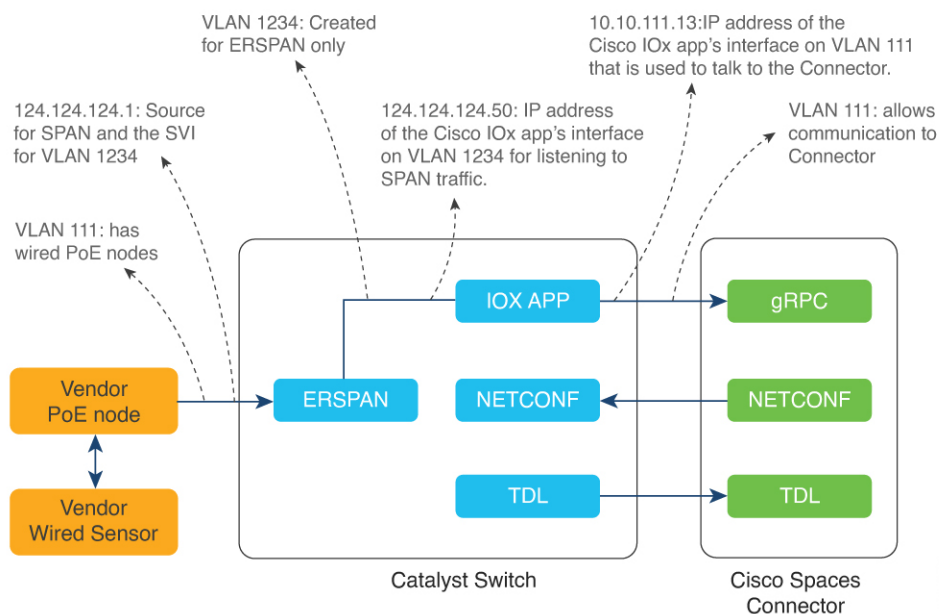 VLAN 1234: Created
for ERSPAN only
10.10.111.13:IP address of the
Cisco IOx app's interface on VLAN 111
that is used to talk to the Connector.
124.124.124.1: Source
for SPAN and the SVI
for VLAN 1234
124.124.124.50: IP address
of the Cisco IOx app's interface
on VLAN 1234 for listening to
SPAN traffic.
VLAN 111: allows
communication to
Connector
VLAN 111: has
wired PoE nodes
IOX APP
gRPC
Vendor
PoE node
ERSPAN
NETCONF
NETCONF
Vendor
Wired Sensor
TDL
TDL
Catalyst Switch
Cisco Spaces
Connector